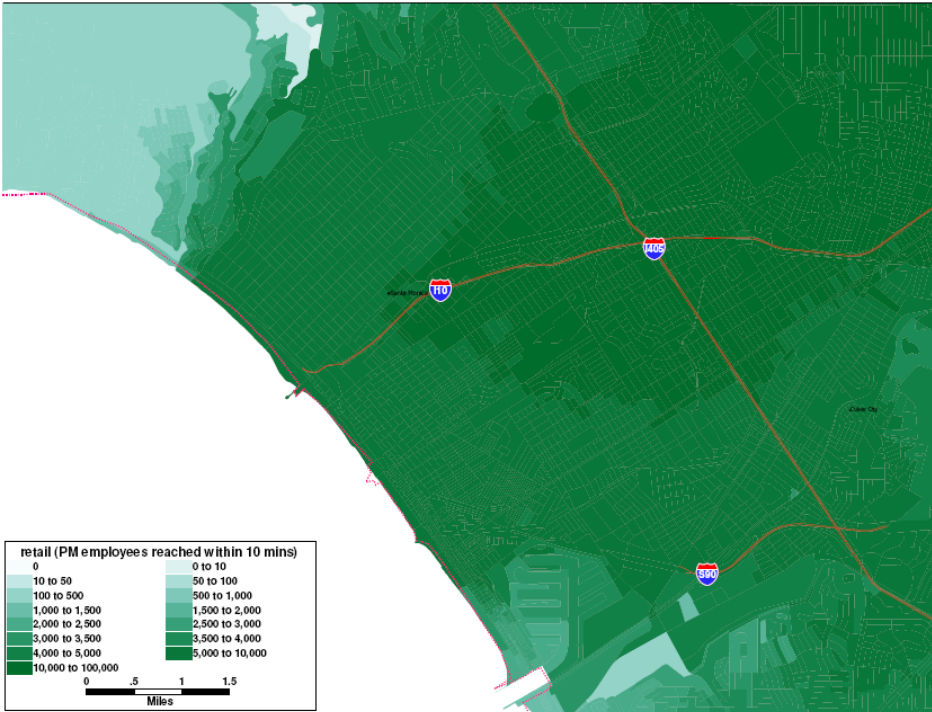 I405
I10
Santa Monica
Culver City
S90
retail (PM employees reached within 10 mins)
0 0 to 10
10 to 50 50 to 100
100 to 500 500 to 1,000
1,000 to 1,500 1,500 to 2,000
2,000 to 2,500 2,500 to 3,000
3,000 to 3,500 3,500 to 4,000
4,000 to 5,000 5,000 to 10,000
10,000 to 100,000
0 .5 1 1.5
Miles